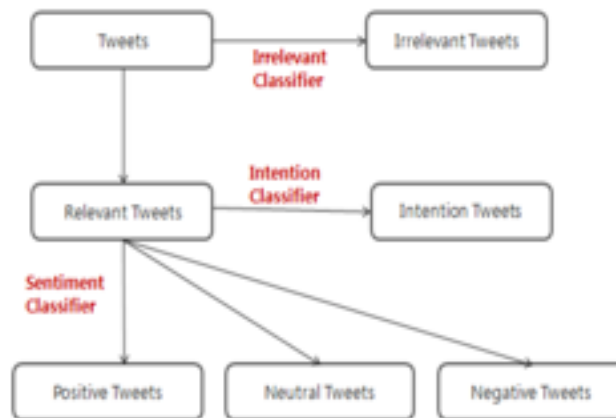 Tweets
Irrelevant Tweets
Irrelevant
Classifier
Intention
Classifier
Relevant Tweets
Intention Tweets
Sentiment
Classifier
Positive Tweets
Neutral Tweets
Negative Tweets